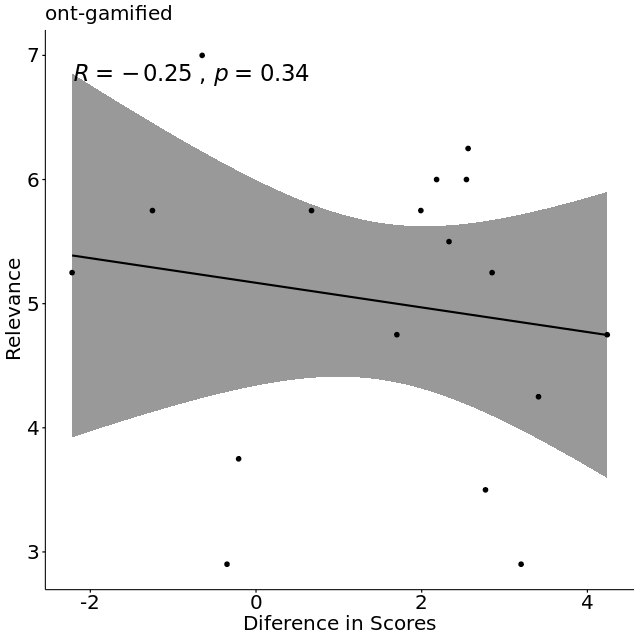 ont-gamified
R = −0.25 , p = 0.34
7
6
5
4
3
Relevance
-2 0 2 4
Diference in Scores